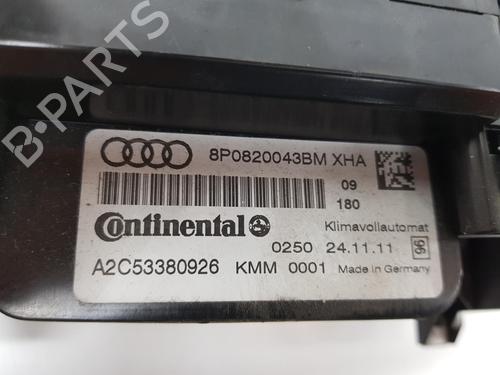 8P0820043BM XHA
09
180
Continental
Klimavollautomat
0250 24.11.11 96
A2C53380926 KMM 0001 Made in Germany
B-PARTS